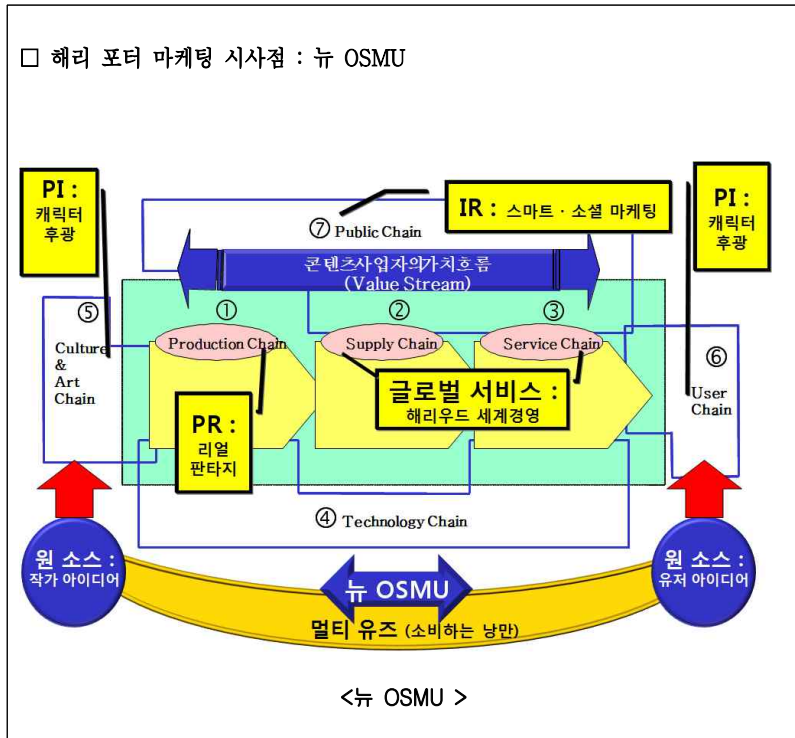 □ 해리 포터 마케팅 시사점 : 뉴 OSMU
PI :
캐릭터
후광
IR : 스마트 · 소셜 마케팅
PI :
캐릭터
후광
⑦ Public Chain
콘텐츠사업자의가치흐름
(Value Stream)
⑤
Culture
&
Art
Chain
①
Production Chain
②
Supply Chain
③
Service Chain
⑥
User
Chain
글로벌 서비스 :
해리우드 세계경영
PR :
리얼
판타지
④ Technology Chain
원 소스 :
작가 아이디어
뉴 OSMU
멀티 유즈 (소비하는 낭만)
원 소스 :
유저 아이디어
<뉴 OSMU >